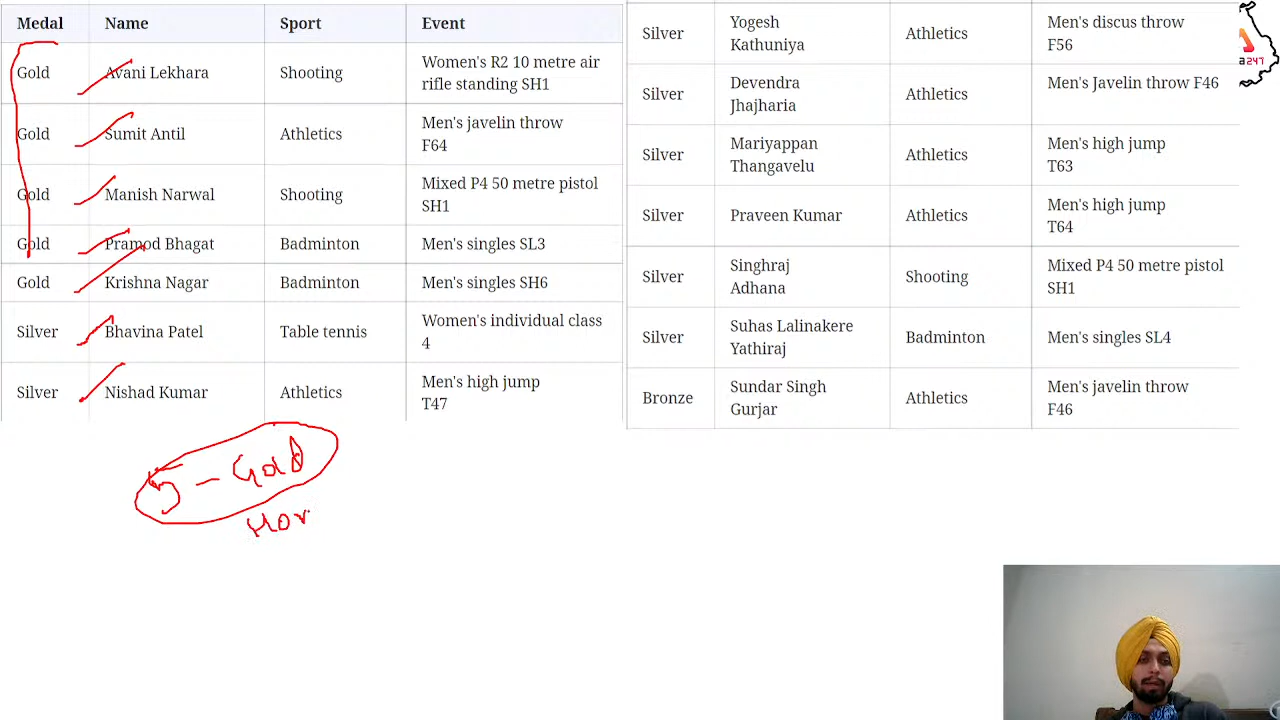 Medal Name Sport Event
Gold Avani Lekhara Shooting Women's R2 10 metre air
rifle standing SH1
Gold Sumit Antil Athletics Men's javelin throw
F64
Gold Manish Narwal Shooting Mixed P4 50 metre pistol
SH1
Gold Pramod Bhagat Badminton Men's singles SL3
Gold Krishna Nagar Badminton Men's singles SH6
Silver Bhavina Patel Table tennis Women's individual class
4
Silver Nishad Kumar Athletics Men's high jump
T47
5 - Gold
Silver Yogesh
Kathuniya Athletics Men's discus throw
F56
Silver Devendra
Jhajharia Athletics Men's Javelin throw F46
Silver Mariyappan
Thangavelu Athletics Men's high jump
T63
Silver Praveen Kumar Athletics Men's high jump
T64
Silver Singhraj
Adhana Shooting Mixed P4 50 metre pistol
SH1
Silver Suhas Lalinakere
Yathiraj Badminton Men's singles SL4
Bronze Sundar Singh
Gurjar Athletics Men's javelin throw
F46
a247